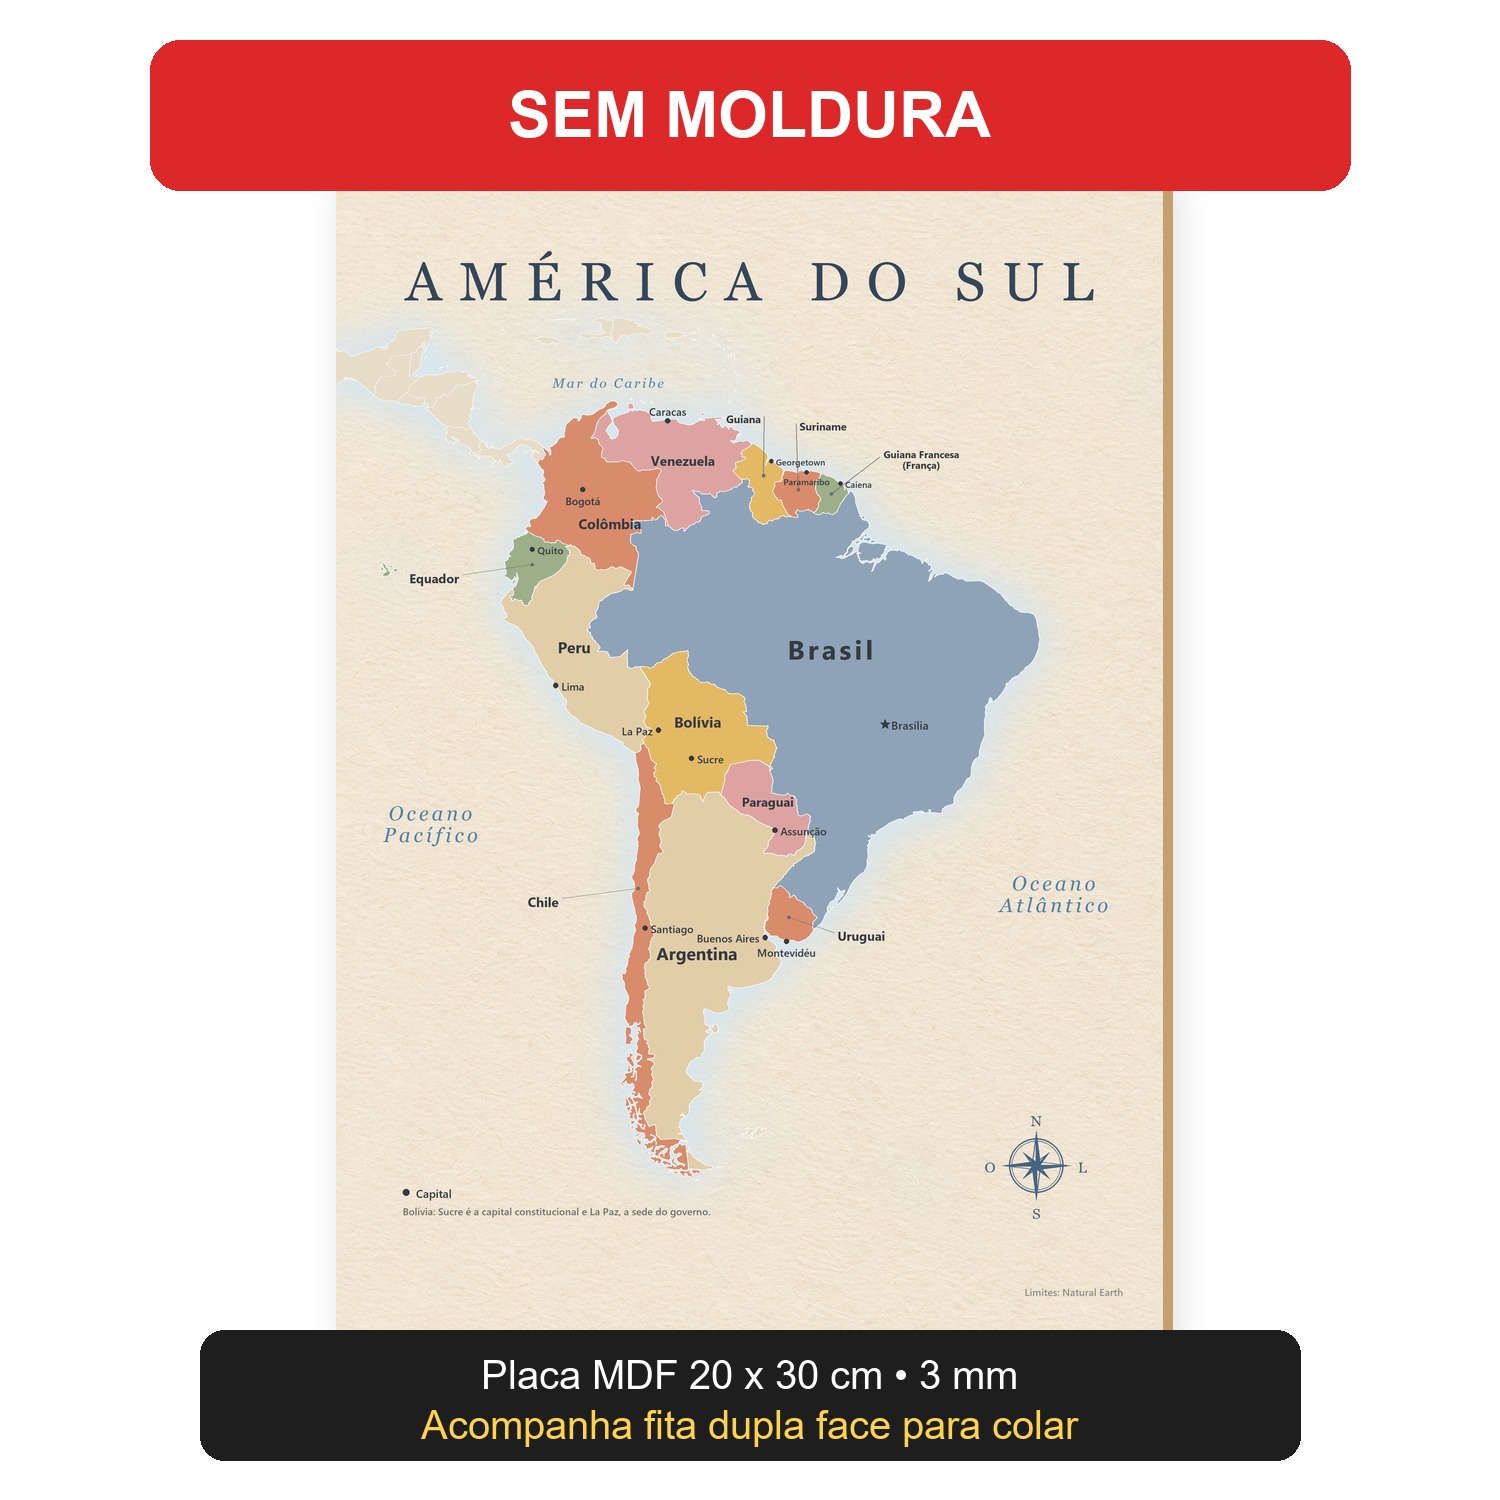 SEM MOLDURA
AMÉRICA DO SUL
Mar do Caribe
Caracas
Guiana
Suriname
Guiana Francesa
(França)
Venezuela
Georgetown
Paramaribo
Caiena
Bogotá
Colômbia
Quito
Equador
Peru
Brasil
Lima
La Paz
Bolívia
Brasília
Sucre
Paraguai
Assunção
Oceano
Pacífico
Oceano
Atlântico
Chile
Santiago
Buenos Aires
Uruguai
Argentina
Montevidéu
N
O
L
S
Capital
Bolívia: Sucre é a capital constitucional e La Paz, a sede do governo.
Limites: Natural Earth
Placa MDF 20 x 30 cm • 3 mm
Acompanha fita dupla face para colar